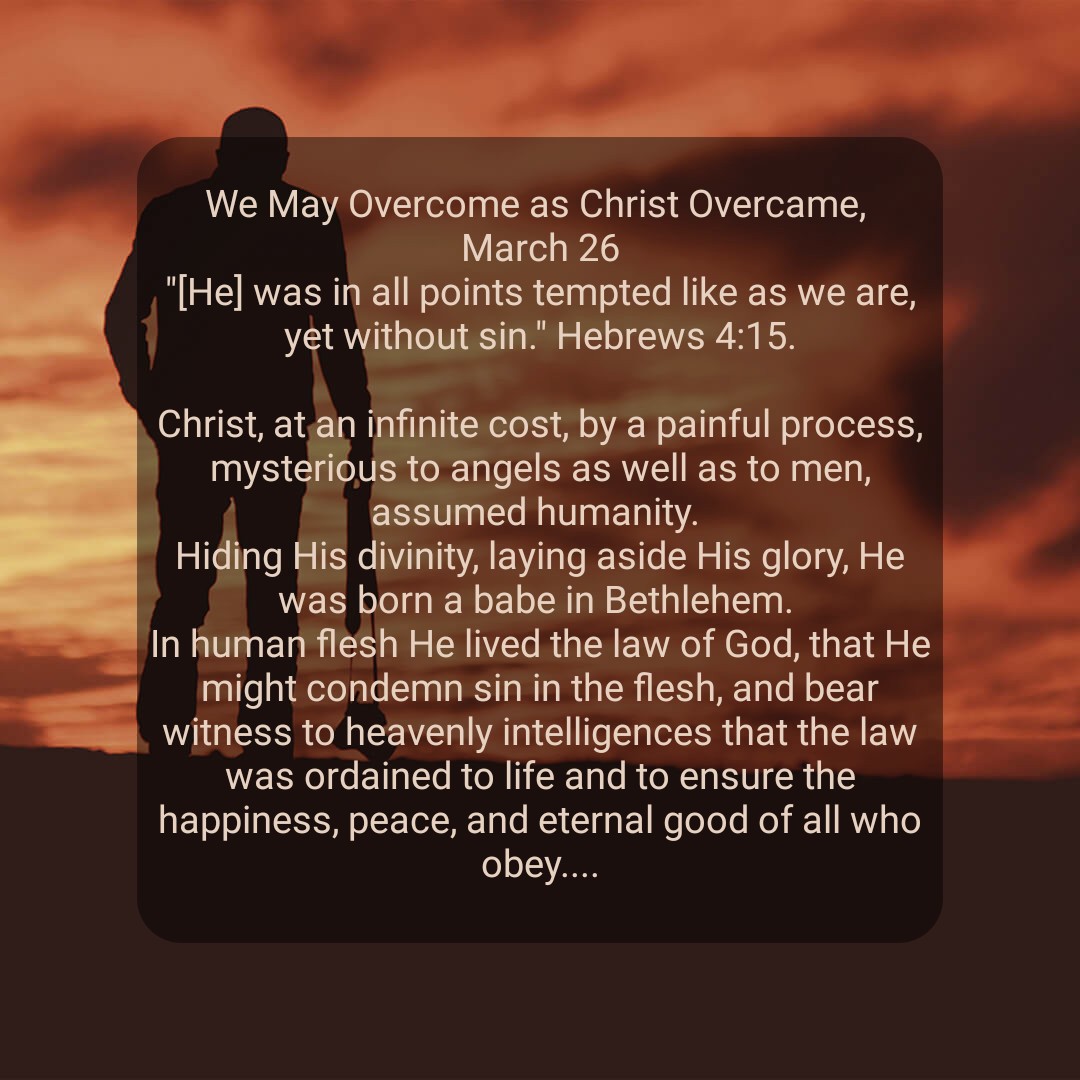 We May Overcome as Christ Overcame,
March 26
"[He] was in all points tempted like as we are,
yet without sin." Hebrews 4:15.
Christ, at an infinite cost, by a painful process,
mysterious to angels as well as to men,
assumed humanity.
Hiding His divinity, laying aside His glory, He
was born a babe in Bethlehem.
In human flesh He lived the law of God, that He
might condemn sin in the flesh, and bear
witness to heavenly intelligences that the law
was ordained to life and to ensure the
happiness, peace, and eternal good of all who
obey....